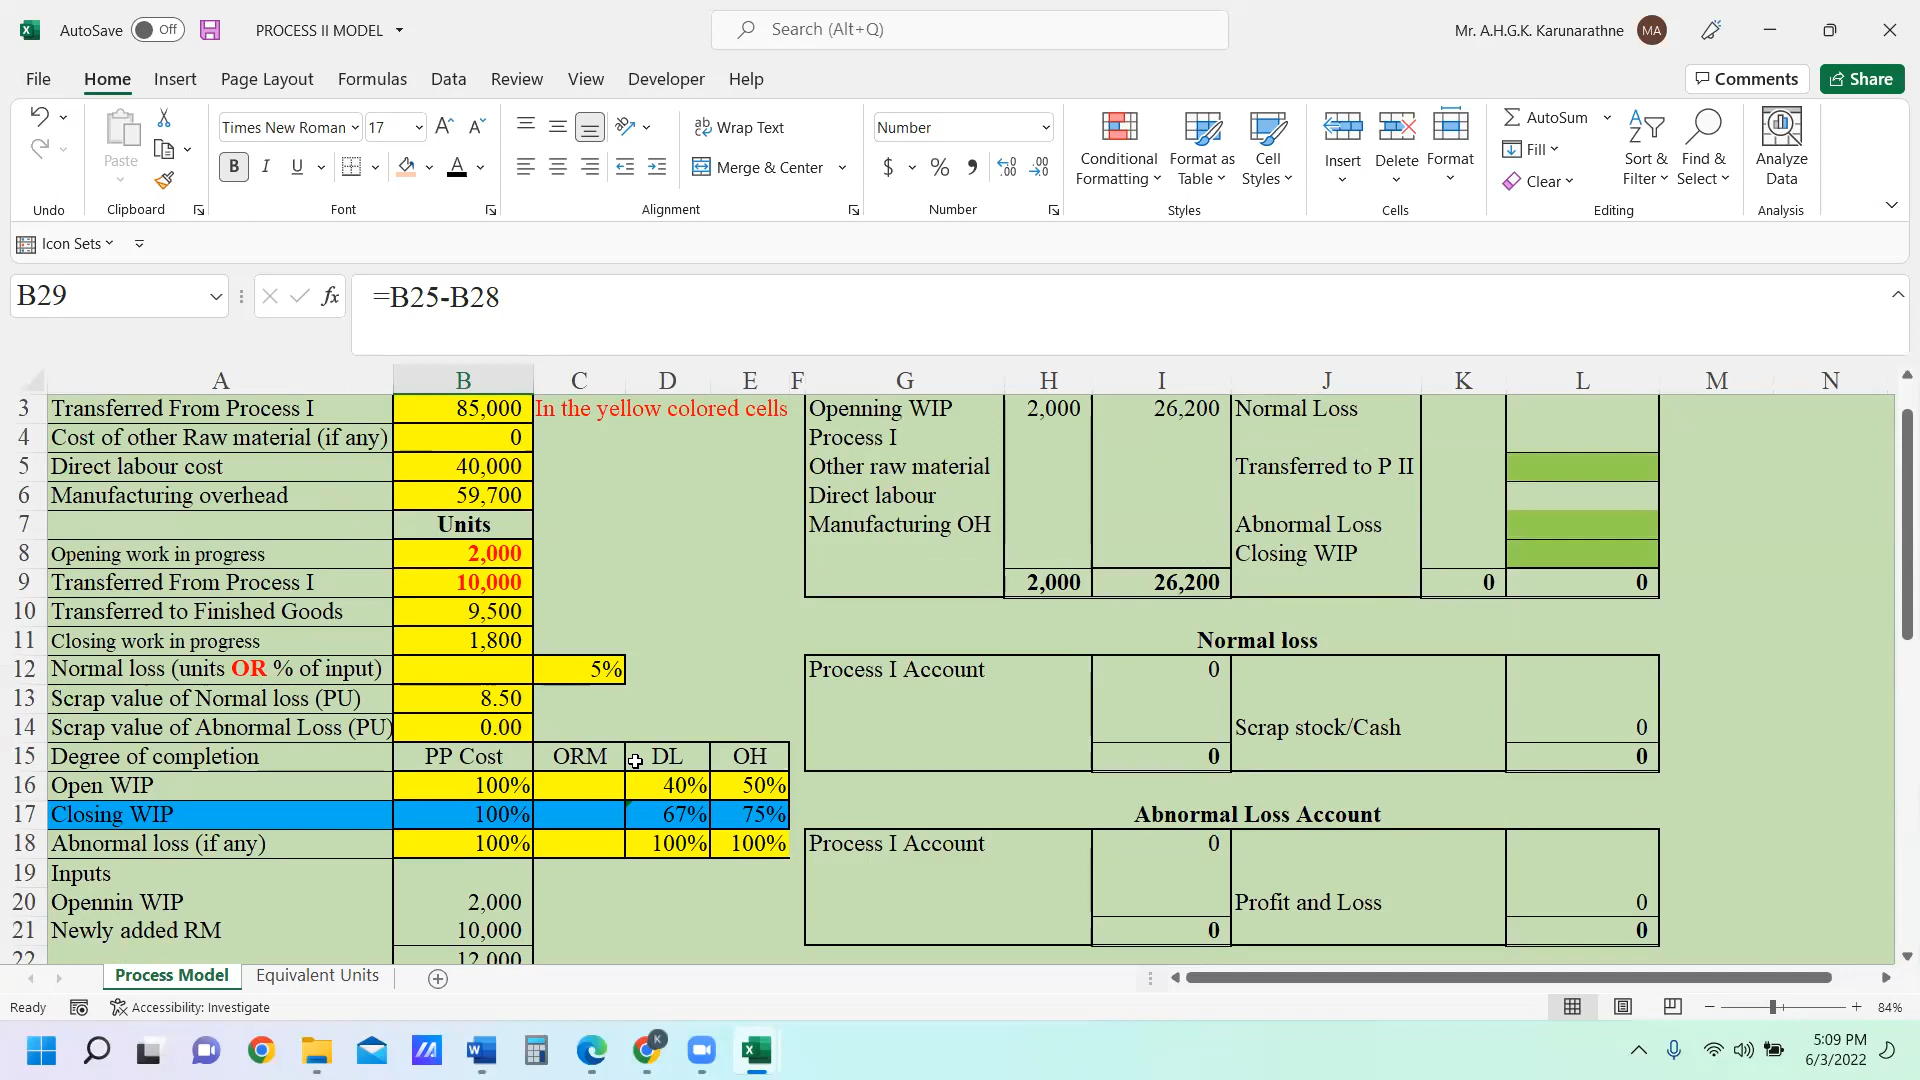 AutoSave Off PROCESS II MODEL Search (Alt+Q) Mr. A.H.G.K. Karunarathne MA
File Home Insert Page Layout Formulas Data Review View Developer Help Comments Share
Times New Roman 17 Wrap Text Number AutoSum
Paste Fill
B I U Merge & Center $ % Conditional Formatting Format as Table Cell Styles Insert Delete Format Clear Sort & Filter Find & Select Analyze Data
Undo Clipboard Font Alignment Number Styles Cells Editing Analysis
Icon Sets
B29 fx =B25-B28
A B C D E F G H I J K L M N
3 Transferred From Process I 85,000 In the yellow colored cells Openning WIP 2,000 26,200 Normal Loss
4 Cost of other Raw material (if any) 0 Process I
5 Direct labour cost 40,000 Other raw material Transferred to P II
6 Manufacturing overhead 59,700 Direct labour
7 Units Manufacturing OH Abnormal Loss
8 Opening work in progress 2,000 Closing WIP
9 Transferred From Process I 10,000 2,000 26,200 0 0
10 Transferred to Finished Goods 9,500
11 Closing work in progress 1,800 Normal loss
12 Normal loss (units OR % of input) 5% Process I Account 0
13 Scrap value of Normal loss (PU) 8.50
14 Scrap value of Abnormal Loss (PU) 0.00 Scrap stock/Cash 0
15 Degree of completion PP Cost ORM DL OH 0 0
16 Open WIP 100% 40% 50%
17 Closing WIP 100% 67% 75% Abnormal Loss Account
18 Abnormal loss (if any) 100% 100% 100% Process I Account 0
19 Inputs
20 Opennin WIP 2,000 Profit and Loss 0
21 Newly added RM 10,000 0 0
22 12,000
Process Model Equivalent Units
Ready Accessibility: Investigate 84%
5:09 PM
6/3/2022